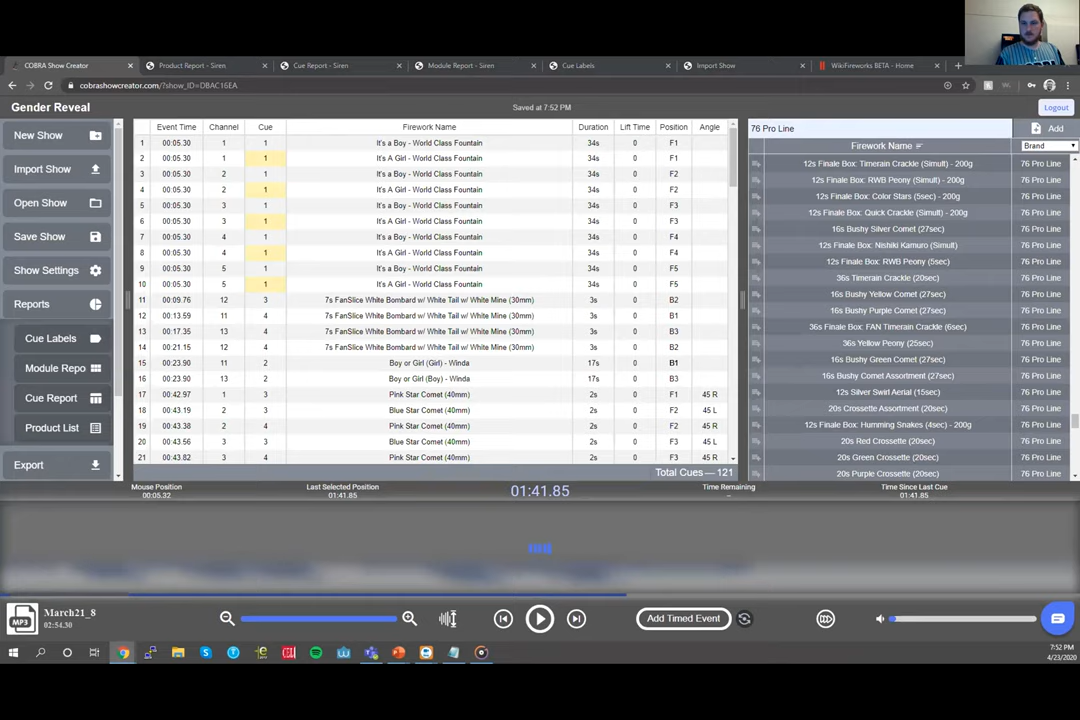 COBRA Show Creator
Product Report - Siren
Cue Report - Siren
Module Report - Siren
Cue Labels
Import Show
WikiFireworks BETA - Home
cobrashowcreator.com/?show_ID=DBAC16EA
Gender Reveal
Saved at 7:52 PM
Logout
New Show
Import Show
Open Show
Save Show
Show Settings
Reports
Cue Labels
Module Repo
Cue Report
Product List
Export
Event Time Channel Cue Firework Name Duration Lift Time Position Angle
1 00:05.30 1 1 It's a Boy - World Class Fountain 34s 0 F1
2 00:05.30 1 1 It's A Girl - World Class Fountain 34s 0 F1
3 00:05.30 2 1 It's a Boy - World Class Fountain 34s 0 F2
4 00:05.30 2 1 It's A Girl - World Class Fountain 34s 0 F2
5 00:05.30 3 1 It's a Boy - World Class Fountain 34s 0 F3
6 00:05.30 3 1 It's A Girl - World Class Fountain 34s 0 F3
7 00:05.30 4 1 It's a Boy - World Class Fountain 34s 0 F4
8 00:05.30 4 1 It's A Girl - World Class Fountain 34s 0 F4
9 00:05.30 5 1 It's a Boy - World Class Fountain 34s 0 F5
10 00:05.30 5 1 It's A Girl - World Class Fountain 34s 0 F5
11 00:09.76 12 3 7s FanSlice White Bombard w/ White Tail w/ White Mine (30mm) 3s 0 B2
12 00:13.59 11 4 7s FanSlice White Bombard w/ White Tail w/ White Mine (30mm) 3s 0 B1
13 00:17.35 13 4 7s FanSlice White Bombard w/ White Tail w/ White Mine (30mm) 3s 0 B3
14 00:21.15 12 4 7s FanSlice White Bombard w/ White Tail w/ White Mine (30mm) 3s 0 B2
15 00:23.90 11 2 Boy or Girl (Girl) - Winda 17s 0 B1
16 00:23.90 13 2 Boy or Girl (Boy) - Winda 17s 0 B3
17 00:42.97 1 3 Pink Star Comet (40mm) 2s 0 F1 45 R
18 00:43.19 2 3 Blue Star Comet (40mm) 2s 0 F2 45 L
19 00:43.38 2 4 Pink Star Comet (40mm) 2s 0 F2 45 R
20 00:43.56 3 3 Blue Star Comet (40mm) 2s 0 F3 45 L
21 00:43.82 3 4 Pink Star Comet (40mm) 2s 0 F3 45 R
Total Cues — 121
76 Pro Line
Add
Firework Name
Brand
12s Finale Box: Timerain Crackle (Simult) - 200g 76 Pro Line
12s Finale Box: RWB Peony (Simult) - 200g 76 Pro Line
12s Finale Box: Color Stars (5sec) - 200g 76 Pro Line
12s Finale Box: Quick Crackle (Simult) - 200g 76 Pro Line
16s Bushy Silver Comet (27sec) 76 Pro Line
12s Finale Box: Nishiki Kamuro (Simult) 76 Pro Line
12s Finale Box: RWB Peony (5sec) 76 Pro Line
36s Timerain Crackle (20sec) 76 Pro Line
16s Bushy Yellow Comet (27sec) 76 Pro Line
16s Bushy Purple Comet (27sec) 76 Pro Line
36s Finale Box: FAN Timerain Crackle (6sec) 76 Pro Line
36s Yellow Peony (25sec) 76 Pro Line
16s Bushy Green Comet (27sec) 76 Pro Line
16s Bushy Comet Assortment (27sec) 76 Pro Line
12s Silver Swirl Aerial (15sec) 76 Pro Line
20s Crossette Assortment (20sec) 76 Pro Line
12s Finale Box: Humming Snakes (4sec) - 200g 76 Pro Line
20s Red Crossette (20sec) 76 Pro Line
20s Green Crossette (20sec) 76 Pro Line
20s Purple Crossette (20sec) 76 Pro Line
Mouse Position
00:05.32
Last Selected Position
01:41.85
01:41.85
Time Remaining
--
Time Since Last Cue
01:41.85
MP3
March21_8
02:54.30
Add Timed Event
7:52 PM
4/23/2020